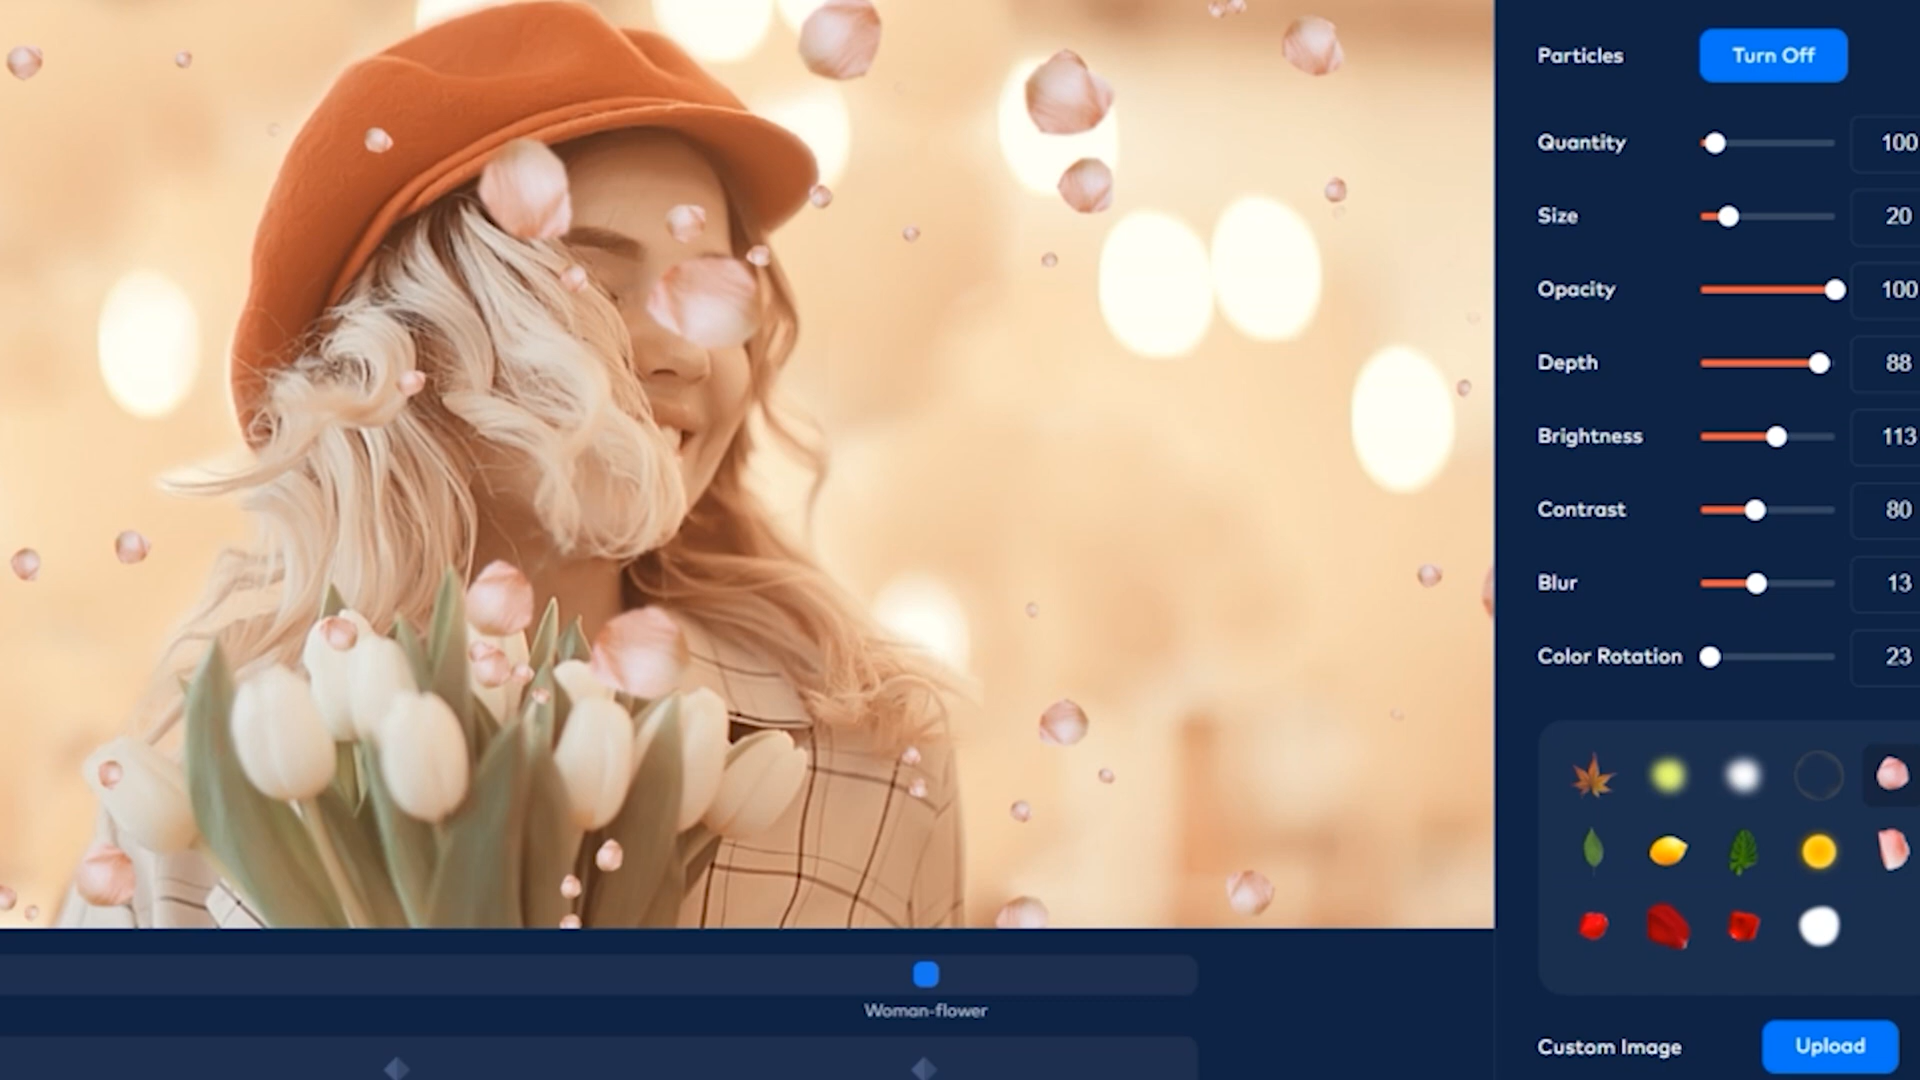 Particles Turn Off
Quantity 100
Size 20
Opacity 100
Depth 88
Brightness 113
Contrast 80
Blur 13
Color Rotation 23
Woman-flower
Custom Image Upload